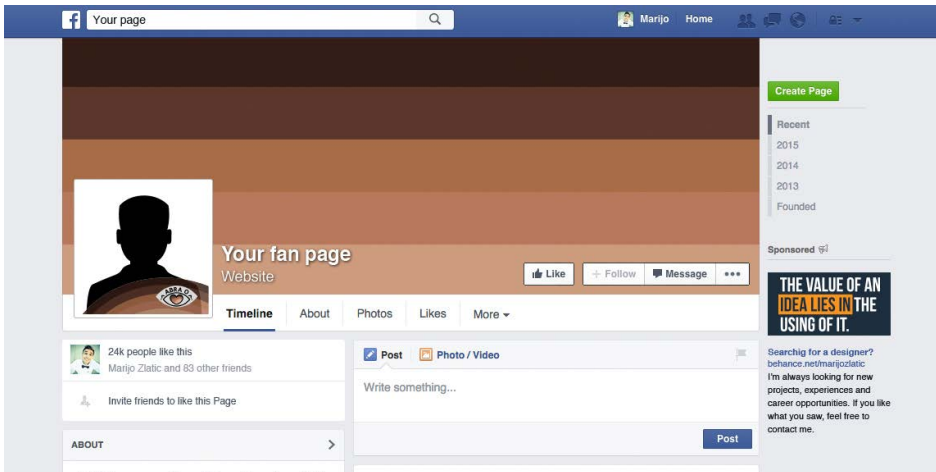 f
Your page
Marijo
Home
Create Page
Recent
2015
2014
2013
Founded
Your fan page
Website
Like
+ Follow
Message
Timeline
About
Photos
Likes
More
Sponsored
THE VALUE OF AN
IDEA LIES IN THE
USING OF IT.
Searchig for a designer?
behance.net/marijozlatic
I'm always looking for new
projects, experiences and
career opportunities. If you like
what you saw, feel free to
contact me.
24k people like this
Marijo Zlatic and 83 other friends
Invite friends to like this Page
ABOUT
Post
Photo / Video
Write something...
Post